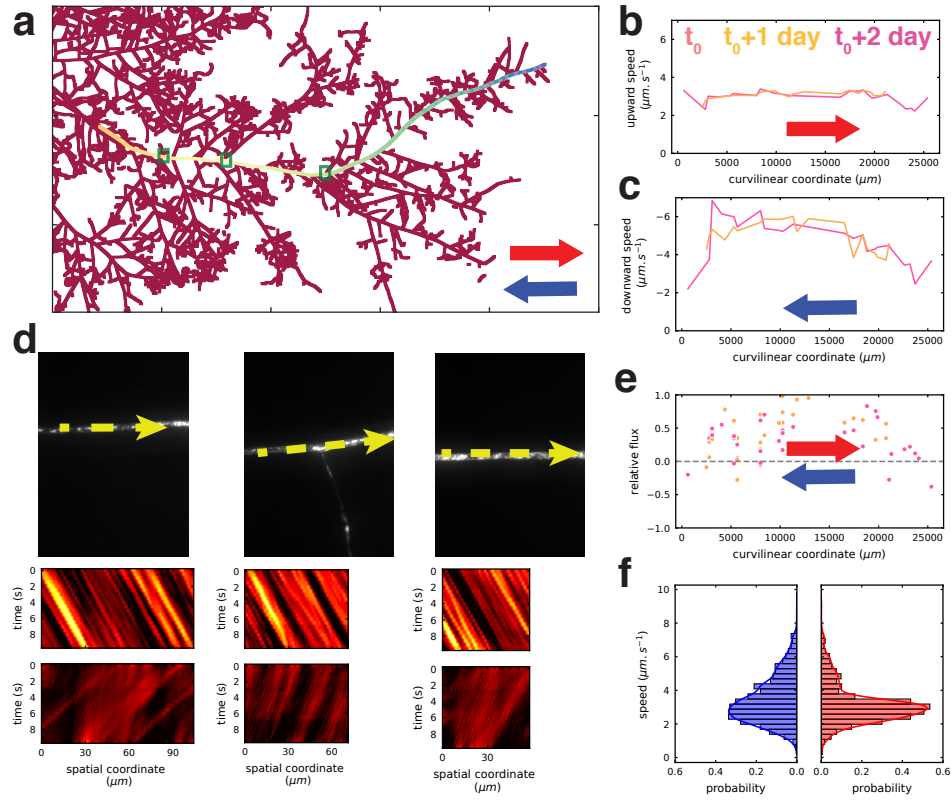 a
b
t₀ t₀+1 day t₀+2 day
6
4
2
0
upward speed
(μm. s⁻¹)
0 5000 10000 15000 20000 25000
curvilinear coordinate (μm)
c
−6
−4
−2
0
downward speed
(μm. s⁻¹)
0 5000 10000 15000 20000 25000
curvilinear coordinate (μm)
d
0
4
6
8
time (s)
0
2
4
6
8
time (s)
0
2
4
6
8
time (s)
0
2
4
6
8
time (s)
0
2
4
6
8
time (s)
0
2
4
6
8
time (s)
0 30 60 90
spatial coordinate
(μm)
0 30 60
spatial coordinate
(μm)
0 30
spatial coordinate
(μm)
e
1.0
0.5
0.0
−0.5
−1.0
relative flux
0 5000 10000 15000 20000 25000
curvilinear coordinate (μm)
f
10
8
6
4
2
0
speed (μm. s⁻¹)
0.6 0.4 0.2 0.0
probability
0.0 0.2 0.4 0.6
probability